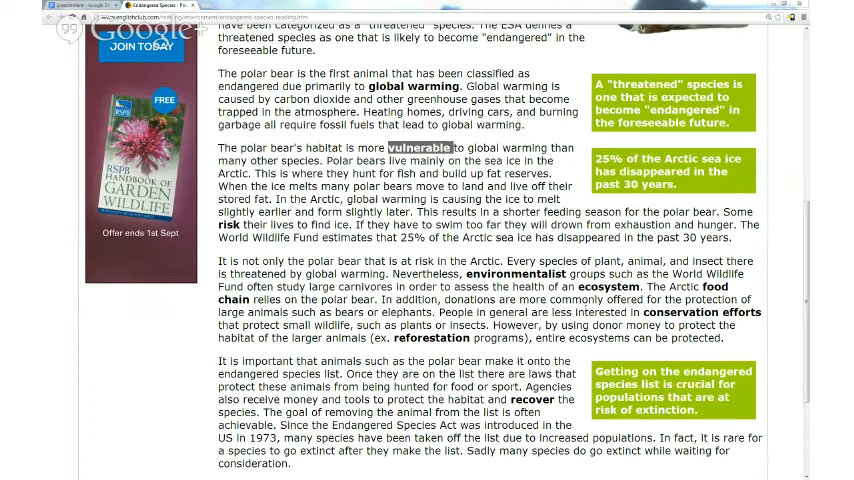 Endangered Species - Po
www.englishclub.com/reading/environment/endangered-species-reading.htm
Google+
JOIN TODAY
FREE
RSPB
HANDBOOK OF
GARDEN
WILDLIFE
Offer ends 1st Sept
have been categorized as a "threatened" species. The ESA defines a
threatened species as one that is likely to become "endangered" in the
foreseeable future.
The polar bear is the first animal that has been classified as
endangered due primarily to global warming. Global warming is
caused by carbon dioxide and other greenhouse gases that become
trapped in the atmosphere. Heating homes, driving cars, and burning
garbage all require fossil fuels that lead to global warming.
A "threatened" species is
one that is expected to
become "endangered" in
the foreseeable future.
The polar bear's habitat is more vulnerable to global warming than
many other species. Polar bears live mainly on the sea ice in the
Arctic. This is where they hunt for fish and build up fat reserves.
When the ice melts many polar bears move to land and live off their
stored fat. In the Arctic, global warming is causing the ice to melt
slightly earlier and form slightly later. This results in a shorter feeding season for the polar bear. Some
risk their lives to find ice. If they have to swim too far they will drown from exhaustion and hunger. The
World Wildlife Fund estimates that 25% of the Arctic sea ice has disappeared in the past 30 years.
25% of the Arctic sea ice
has disappeared in the
past 30 years.
It is not only the polar bear that is at risk in the Arctic. Every species of plant, animal, and insect there
is threatened by global warming. Nevertheless, environmentalist groups such as the World Wildlife
Fund often study large carnivores in order to assess the health of an ecosystem. The Arctic food
chain relies on the polar bear. In addition, donations are more commonly offered for the protection of
large animals such as bears or elephants. People in general are less interested in conservation efforts
that protect small wildlife, such as plants or insects. However, by using donor money to protect the
habitat of the larger animals (ex. reforestation programs), entire ecosystems can be protected.
It is important that animals such as the polar bear make it onto the
endangered species list. Once they are on the list there are laws that
protect these animals from being hunted for food or sport. Agencies
also receive money and tools to protect the habitat and recover the
species. The goal of removing the animal from the list is often
achievable. Since the Endangered Species Act was introduced in the
US in 1973, many species have been taken off the list due to increased populations. In fact, it is rare for
a species to go extinct after they make the list. Sadly many species do go extinct while waiting for
consideration.
Getting on the endangered
species list is crucial for
populations that are at
risk of extinction.